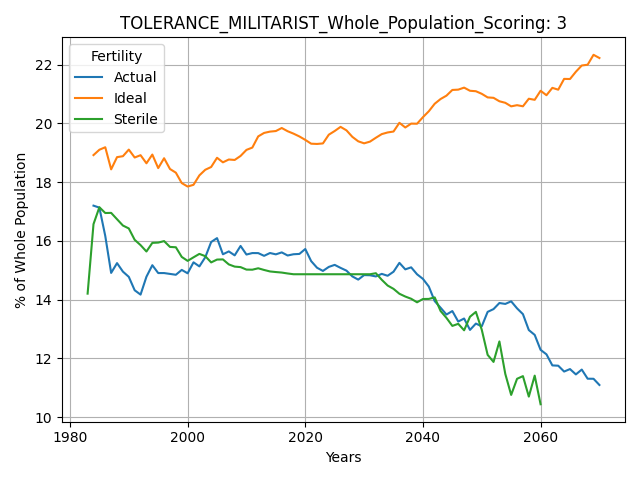 TOLERANCE_MILITARIST_Whole_Population_Scoring: 3
Fertility
Actual
Ideal
Sterile
% of Whole Population
22
20
18
16
14
12
10
1980
2000
2020
2040
2060
Years